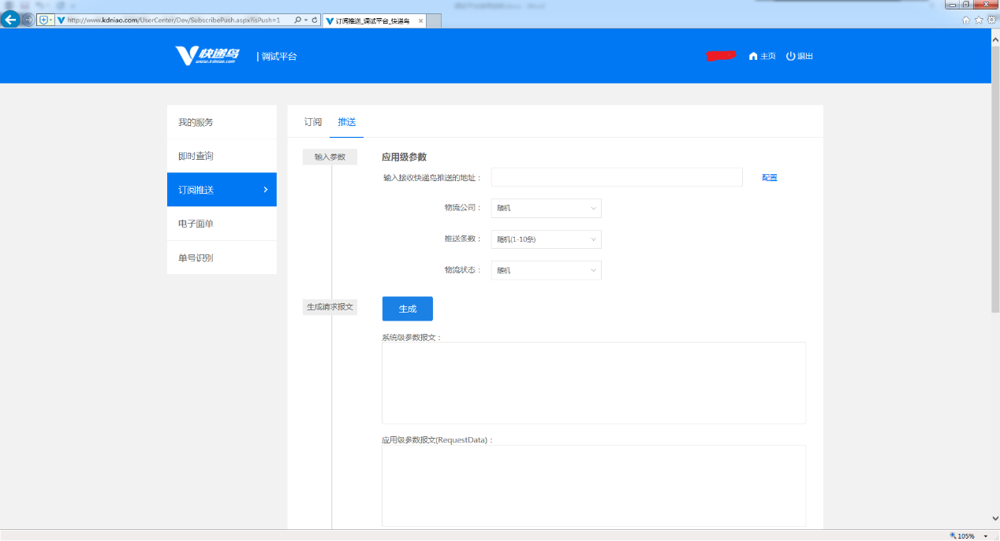 http://www.kdniao.com/UserCenter/Dev/SubscribePush.aspx?isPush=1
订阅推送_调试平台_快递鸟
快递鸟
www.kdniao.com
调试平台
主页
退出
我的服务
即时查询
订阅推送
电子面单
单号识别
订阅
推送
输入参数
应用级参数
输入接收快递鸟推送的地址：
配置
物流公司：
随机
推送条数：
随机(1-10条)
物流状态：
随机
生成请求报文
生成
系统级参数报文：
应用级参数报文(RequestData)：
105%